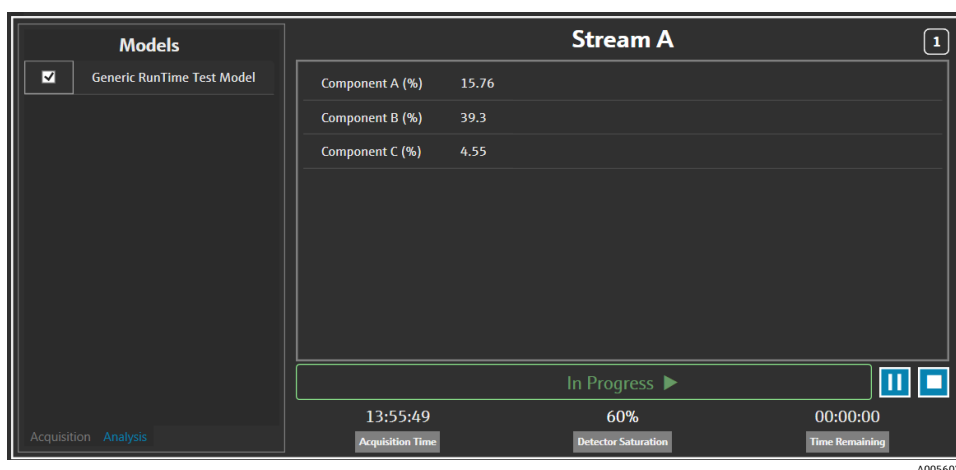 Models
Generic RunTime Test Model
Acquisition Analysis
Stream A
1
Component A (%) 15.76
Component B (%) 39.3
Component C (%) 4.55
In Progress
13:55:49 60% 00:00:00
Acquisition Time Detector Saturation Time Remaining